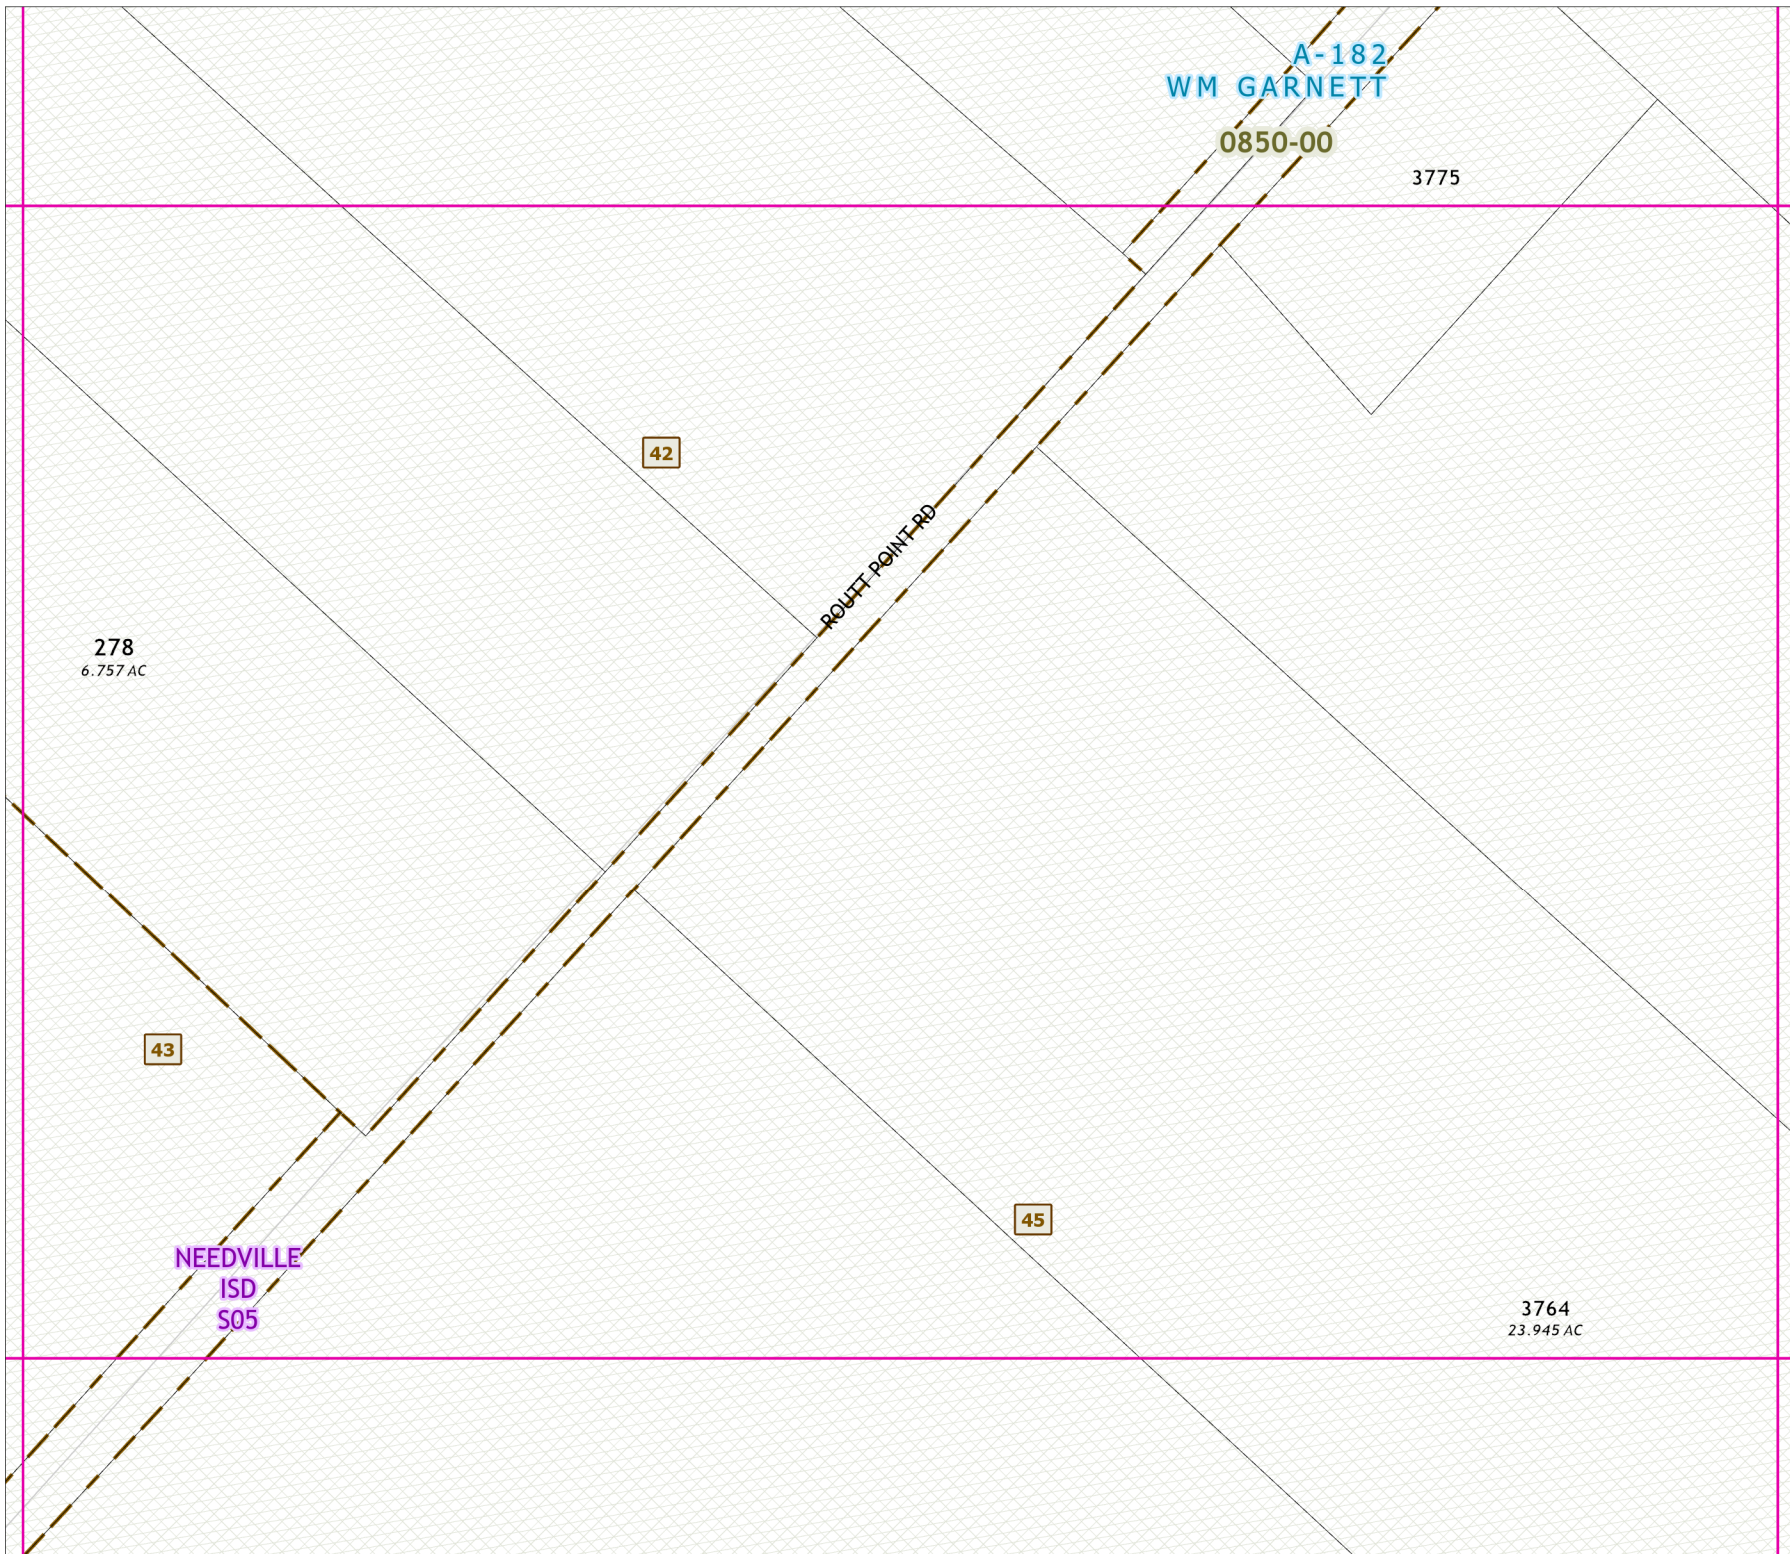 A-182
WM GARNETT
0850-00
3775
42
ROUTT POINT RD
278
6.757 AC
43
45
NEEDVILLE
ISD
S05
3764
23.945 AC